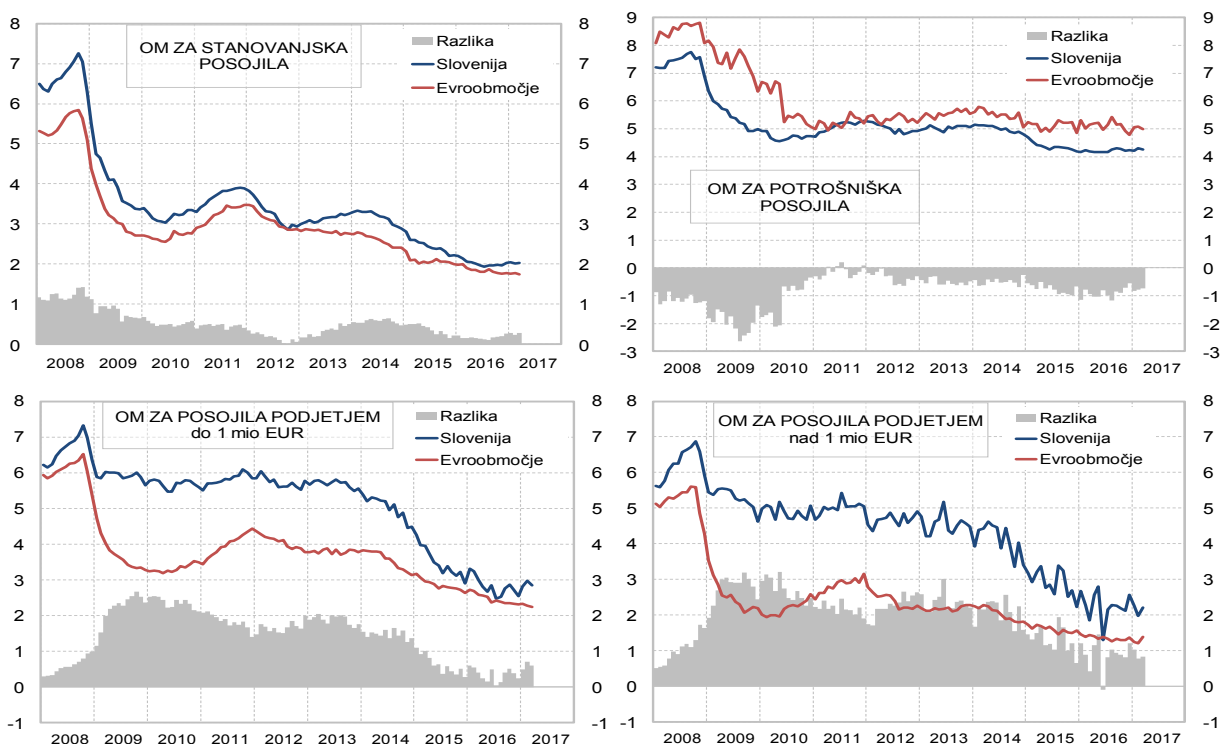 OM ZA STANOVANJSKA
POSOJILA
Razlika
Slovenija
Evroobmočje
8 8
7 7
6 6
5 5
4 4
3 3
2 2
1 1
0 0
2008 2009 2010 2011 2012 2013 2014 2015 2016 2017
Razlika
Slovenija
Evroobmočje
OM ZA POTROŠNIŠKA
POSOJILA
9 9
8 8
7 7
6 6
5 5
4 4
3 3
2 2
1 1
0 0
-1 -1
-2 -2
-3 -3
2008 2009 2010 2011 2012 2013 2014 2015 2016 2017
OM ZA POSOJILA PODJETJEM
do 1 mio EUR
Razlika
Slovenija
Evroobmočje
8 8
7 7
6 6
5 5
4 4
3 3
2 2
1 1
0 0
-1 -1
2008 2009 2010 2011 2012 2013 2014 2015 2016 2017
OM ZA POSOJILA PODJETJEM
nad 1 mio EUR
Razlika
Slovenija
Evroobmočje
8 8
7 7
6 6
5 5
4 4
3 3
2 2
1 1
0 0
-1 -1
2008 2009 2010 2011 2012 2013 2014 2015 2016 2017